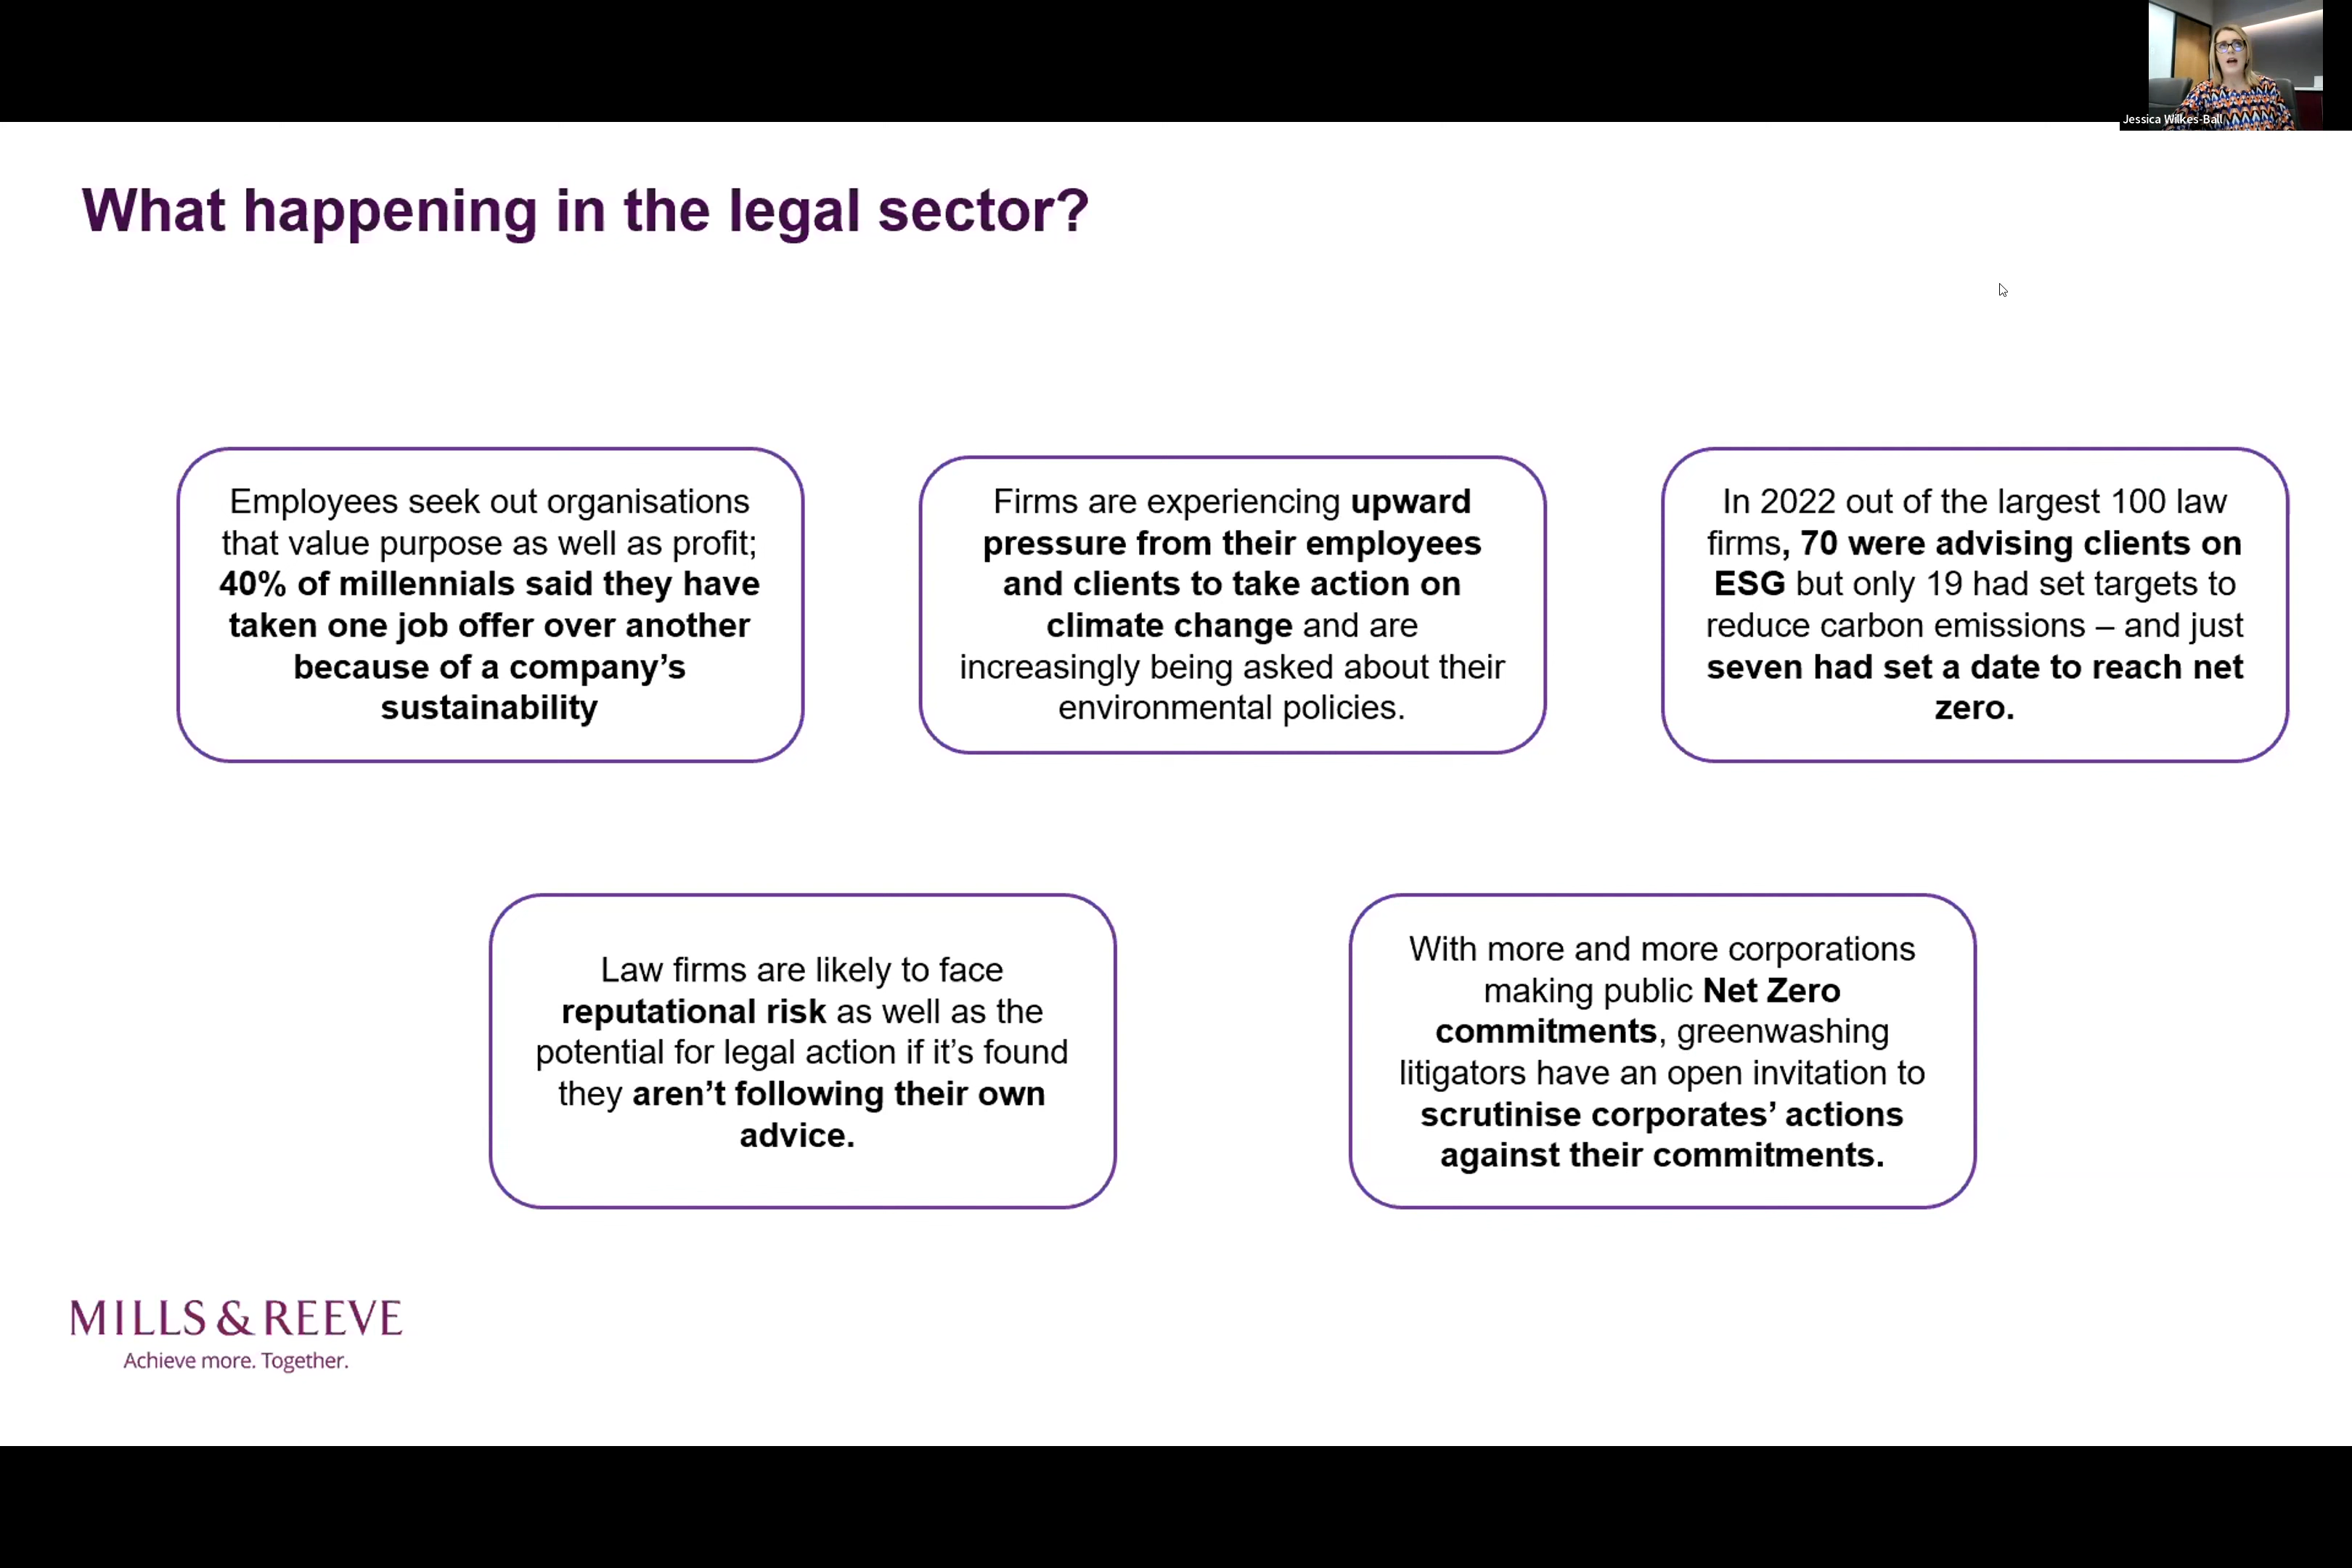 Jessica Wilkes-Ball
What happening in the legal sector?
Employees seek out organisations
that value purpose as well as profit;
40% of millennials said they have
taken one job offer over another
because of a company’s
sustainability
Firms are experiencing upward
pressure from their employees
and clients to take action on
climate change and are
increasingly being asked about their
environmental policies.
In 2022 out of the largest 100 law
firms, 70 were advising clients on
ESG but only 19 had set targets to
reduce carbon emissions – and just
seven had set a date to reach net
zero.
Law firms are likely to face
reputational risk as well as the
potential for legal action if it’s found
they aren’t following their own
advice.
With more and more corporations
making public Net Zero
commitments, greenwashing
litigators have an open invitation to
scrutinise corporates’ actions
against their commitments.
MILLS & REEVE
Achieve more. Together.